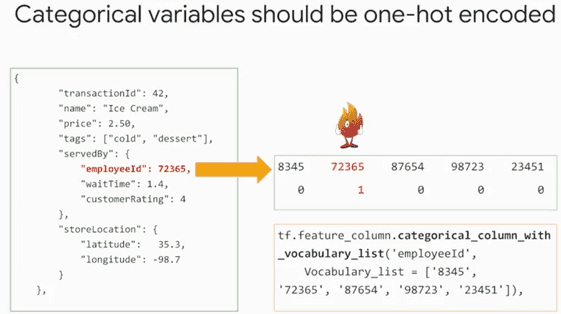 Categorical variables should be one-hot encoded
{
"transactionId": 42,
"name": "Ice Cream",
"price": 2.50,
"tags": ["cold", "dessert"],
"servedBy": {
"employeeId": 72365,
"waitTime": 1.4,
"customerRating": 4
},
"storeLocation": {
"latitude": 35.3,
"longitude": -98.7
}
},
8345 72365 87654 98723 23451
0 1 0 0 0
tf.feature_column.categorical_column_with
_vocabulary_list('employeeId',
Vocabulary_list = ['8345',
'72365', '87654', '98723', '23451']),